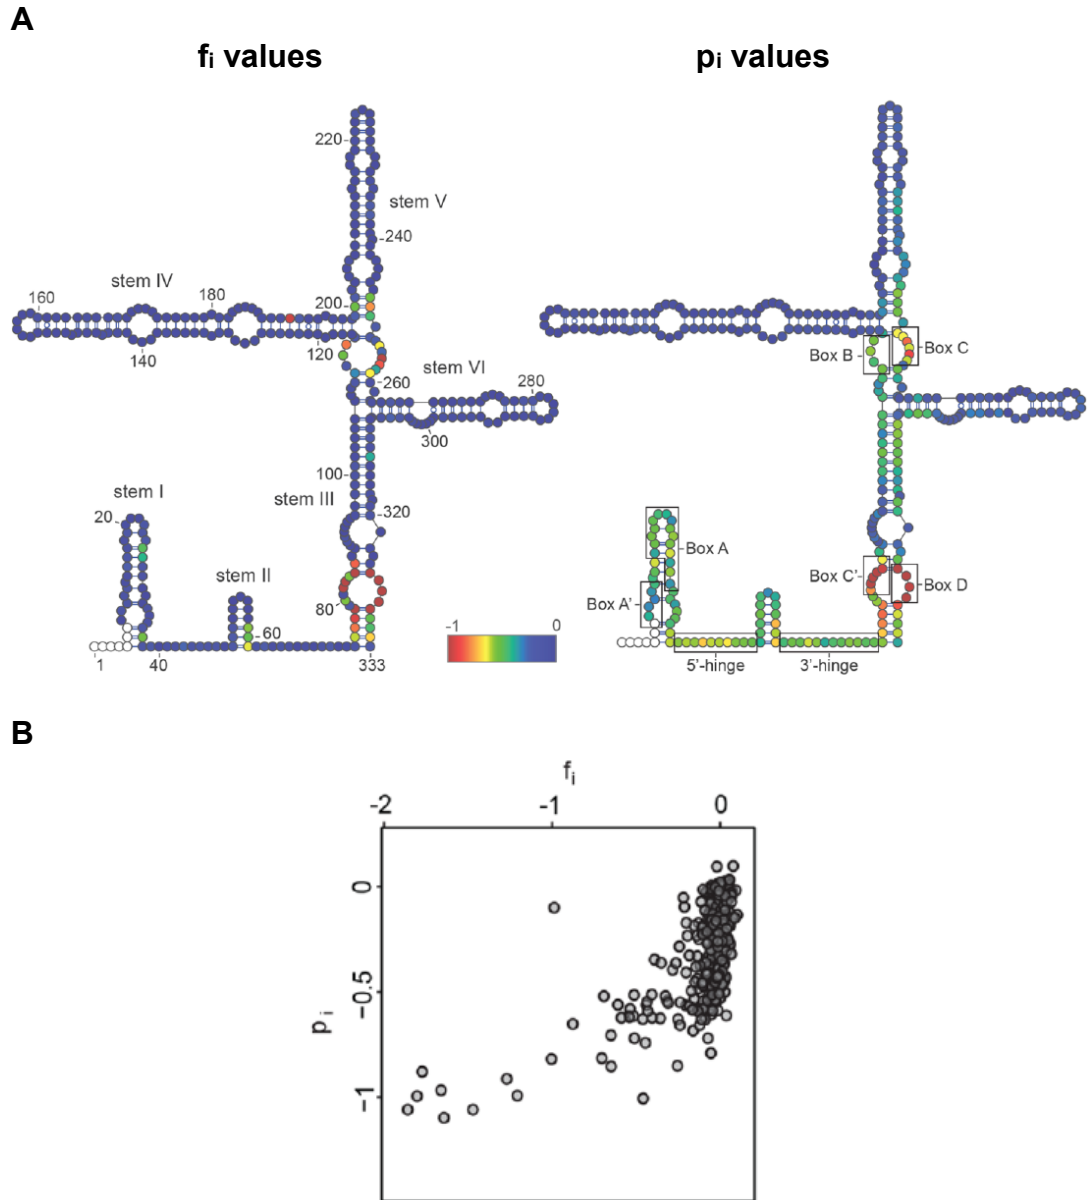 A
fᵢ values
pᵢ values
220
stem V
240
stem IV
160
180
200
140
120
stem VI
260
280
300
100
stem I
stem III
20
320
stem II
80
60
1
40
333
-1
0
Box B
Box C
Box A
Box A'
Box C'
Box D
5'-hinge
3'-hinge
B
fᵢ
-2
-1
0
0
−0.5
−1
pᵢ